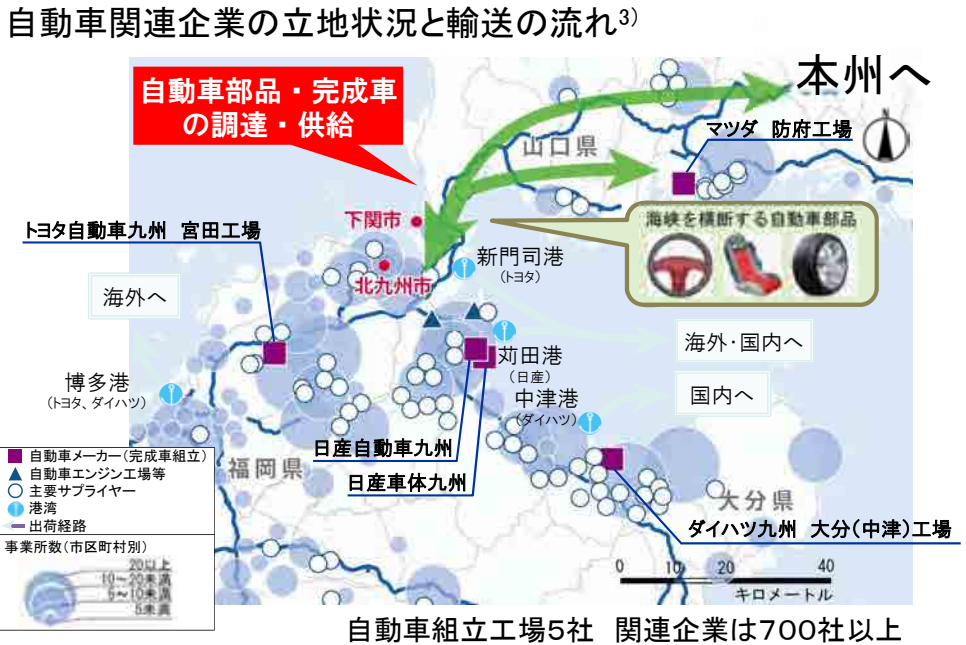 自動車関連企業の立地状況と輸送の流れ3)
本州へ
自動車部品・完成車
の調達・供給
N
マツダ 防府工場
山口県
下関市
北九州市
海峡を横断する自動車部品
トヨタ自動車九州 宮田工場
新門司港
(トヨタ)
海外へ
海外・国内へ
苅田港
(日産)
国内へ
博多港
(トヨタ、ダイハツ)
中津港
(ダイハツ)
日産自動車九州
日産車体九州
福岡県
大分県
ダイハツ九州 大分(中津)工場
自動車メーカー(完成車組立)
自動車エンジン工場等
主要サプライヤー
港湾
出荷経路
事業所数(市区町村別)
20以上
10~20未満
5~10未満
5未満
0 10 20 40
キロメートル
自動車組立工場5社 関連企業は700社以上